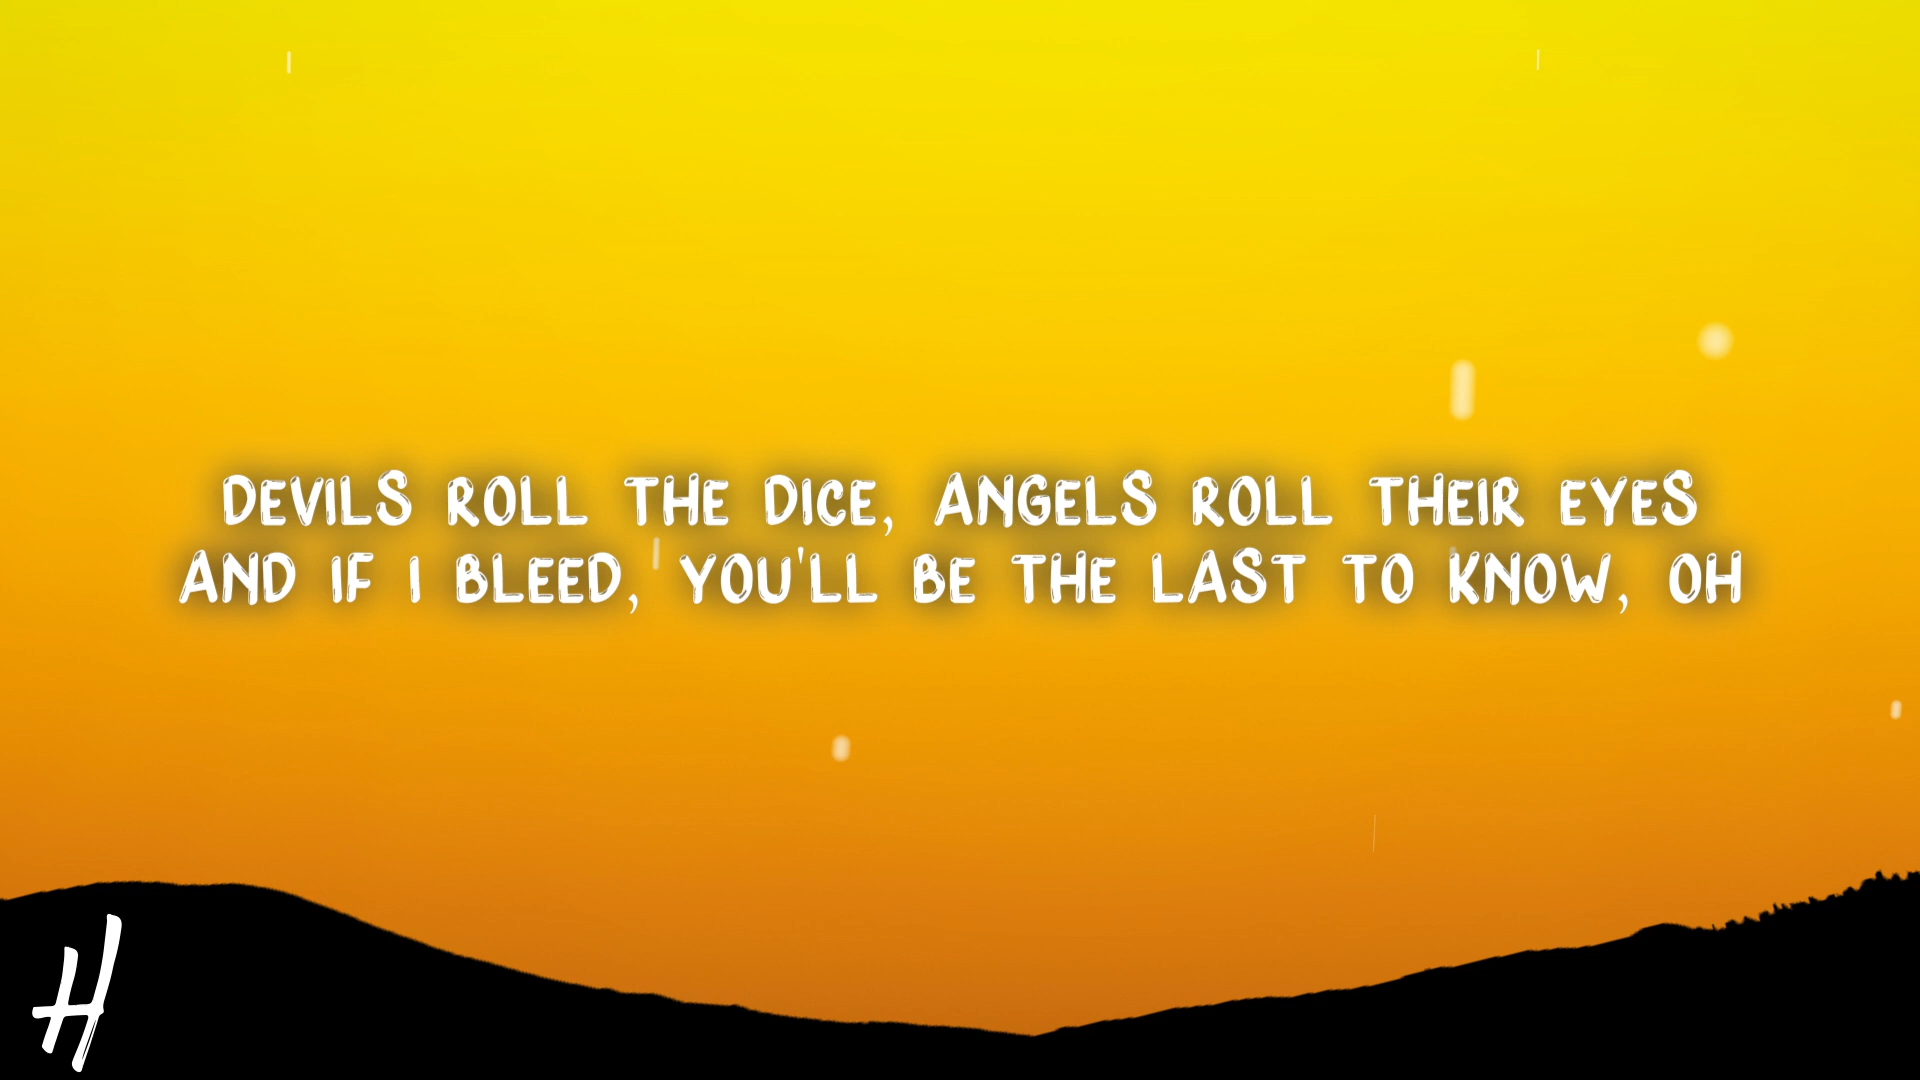 DEVILS ROLL THE DICE, ANGELS ROLL THEIR EYES
AND IF I BLEED, YOU'LL BE THE LAST TO KNOW, OH
H